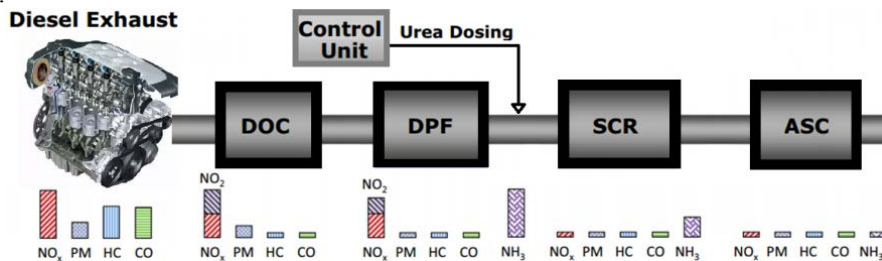 Diesel Exhaust
Control
Unit
Urea Dosing
DOC
DPF
SCR
ASC
NO₂
NO₂
NOₓ PM HC CO
NOₓ PM HC CO
NOₓ PM HC CO NH₃
NOₓ PM HC CO NH₃
NOₓ PM HC CO NH₃